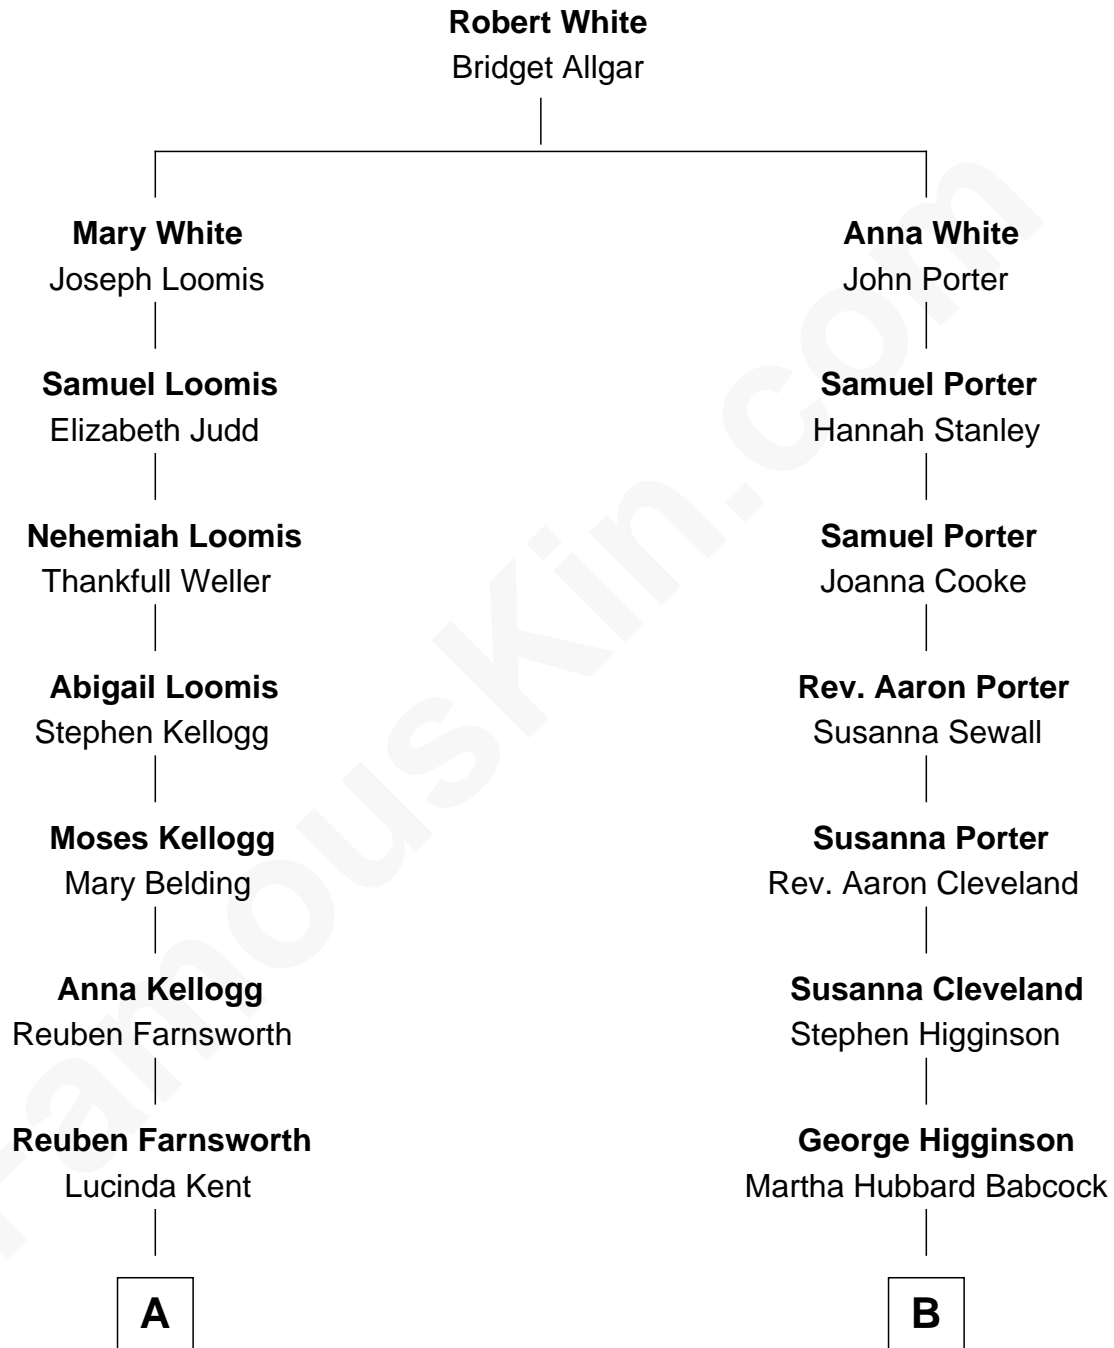 Robert White
Bridget Allgar
Mary White
Joseph Loomis
Anna White
John Porter
Samuel Loomis
Elizabeth Judd
Samuel Porter
Hannah Stanley
Nehemiah Loomis
Thankfull Weller
Samuel Porter
Joanna Cooke
Abigail Loomis
Stephen Kellogg
Rev. Aaron Porter
Susanna Sewall
Moses Kellogg
Mary Belding
Susanna Porter
Rev. Aaron Cleveland
Anna Kellogg
Reuben Farnsworth
Susanna Cleveland
Stephen Higginson
Reuben Farnsworth
Lucinda Kent
George Higginson
Martha Hubbard Babcock
A
B
FamousKin.com